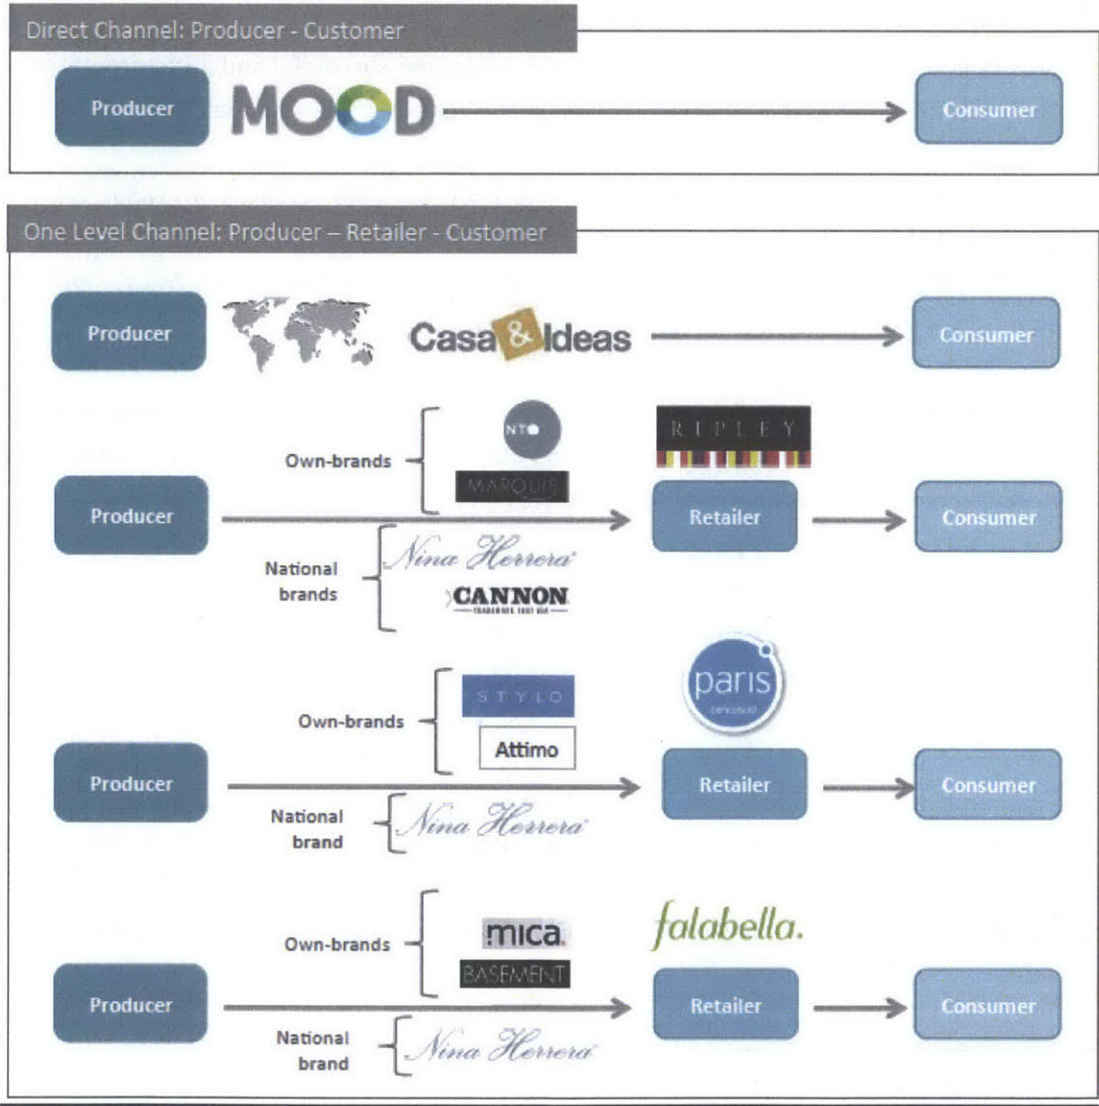 Direct Channel: Producer - Customer
Producer
MOOD
Consumer
One Level Channel: Producer – Retailer - Customer
Producer
Casa & Ideas
Consumer
Own-brands
NTO
MARQUIS
RIPLEY
Producer
Retailer
Consumer
National
brands
Nina Herrera
CANNON
Own-brands
STYLO
Attimo
paris
cencosud
Producer
Retailer
Consumer
National
brand
Nina Herrera
Own-brands
mica.
BASEMENT
falabella.
Producer
Retailer
Consumer
National
brand
Nina Herrera